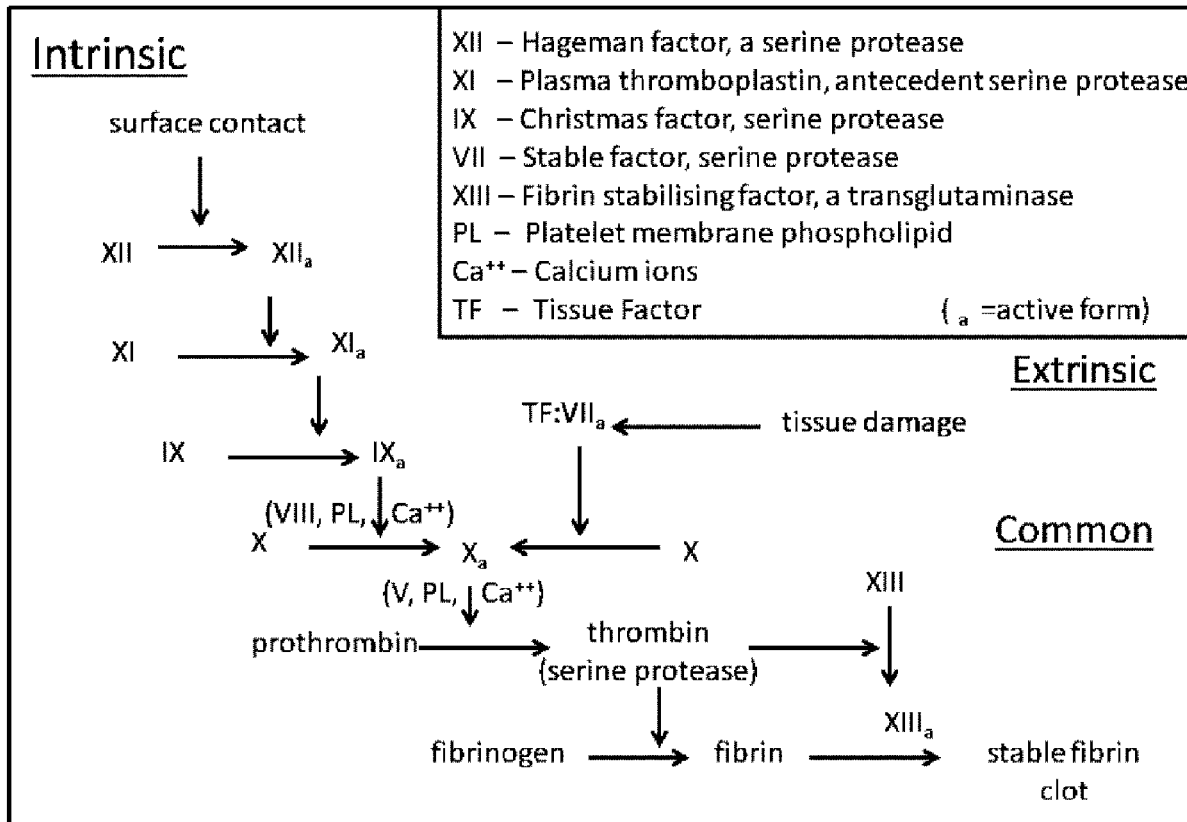 Intrinsic
XII – Hageman factor, a serine protease
XI – Plasma thromboplastin, antecedent serine protease
IX – Christmas factor, serine protease
VII – Stable factor, serine protease
XIII – Fibrin stabilising factor, a transglutaminase
PL – Platelet membrane phospholipid
Ca⁺⁺ – Calcium ions
TF – Tissue Factor ( ₐ =active form)
surface contact
XII XIIₐ
XI XIₐ
Extrinsic
TF:VIIₐ tissue damage
IX IXₐ
(VIII, PL, Ca⁺⁺)
Common
X Xₐ X
XIII
(V, PL, Ca⁺⁺)
prothrombin thrombin
(serine protease)
XIIIₐ
fibrinogen fibrin stable fibrin
clot